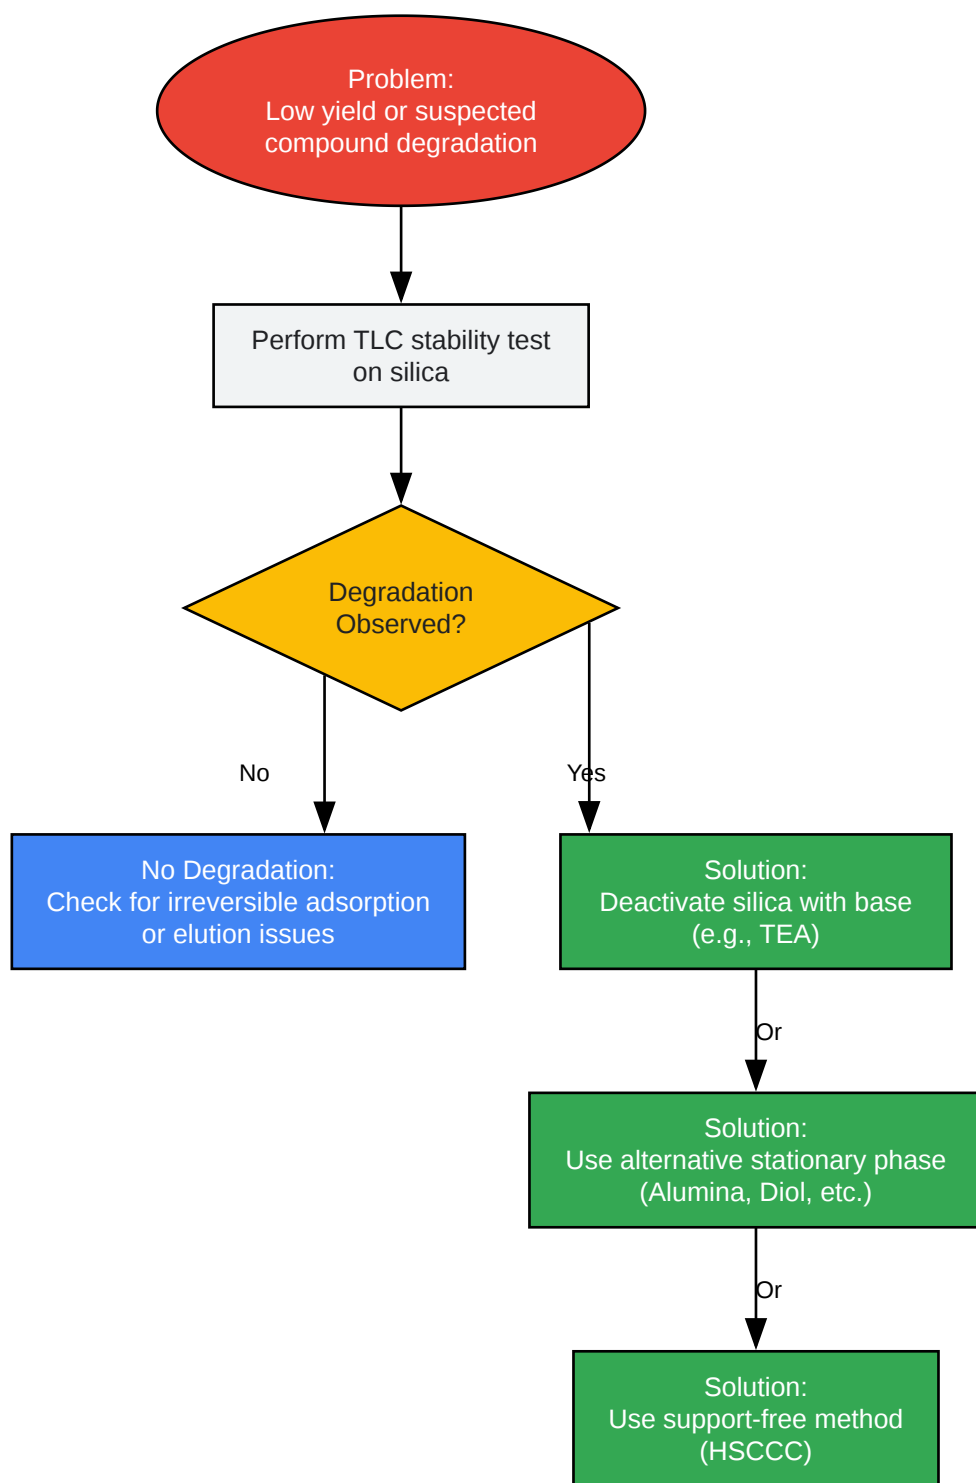 Problem:
Low yield or suspected
compound degradation
Perform TLC stability test
on silica
Degradation
Observed?
No
Yes
No Degradation:
Check for irreversible adsorption
or elution issues
Solution:
Deactivate silica with base
(e.g., TEA)
Or
Solution:
Use alternative stationary phase
(Alumina, Diol, etc.)
Or
Solution:
Use support-free method
(HSCCC)